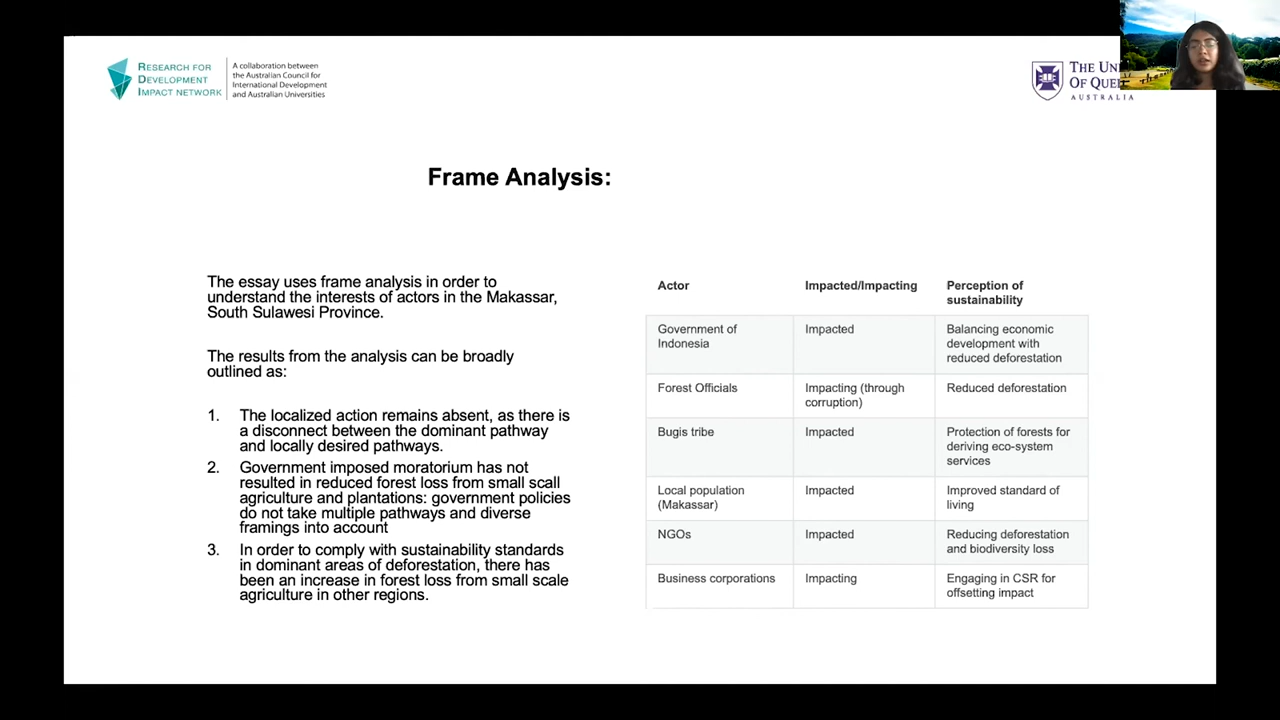 RESEARCH FOR
DEVELOPMENT
IMPACT NETWORK
A collaboration between
the Australian Council for
International Development
and Australian Universities
THE
OF
AUSTRALIA
Frame Analysis:
The essay uses frame analysis in order to
understand the interests of actors in the Makassar,
South Sulawesi Province.
The results from the analysis can be broadly
outlined as:
1. The localized action remains absent, as there is
a disconnect between the dominant pathway
and locally desired pathways.
2. Government imposed moratorium has not
resulted in reduced forest loss from small scall
agriculture and plantations: government policies
do not take multiple pathways and diverse
framings into account
3. In order to comply with sustainability standards
in dominant areas of deforestation, there has
been an increase in forest loss from small scale
agriculture in other regions.
Actor Impacted/Impacting Perception of
sustainability
Government of Impacted Balancing economic
Indonesia development with
reduced deforestation
Forest Officials Impacting (through Reduced deforestation
corruption)
Bugis tribe Impacted Protection of forests for
deriving eco-system
services
Local population Impacted Improved standard of
(Makassar) living
NGOs Impacted Reducing deforestation
and biodiversity loss
Business corporations Impacting Engaging in CSR for
offsetting impact